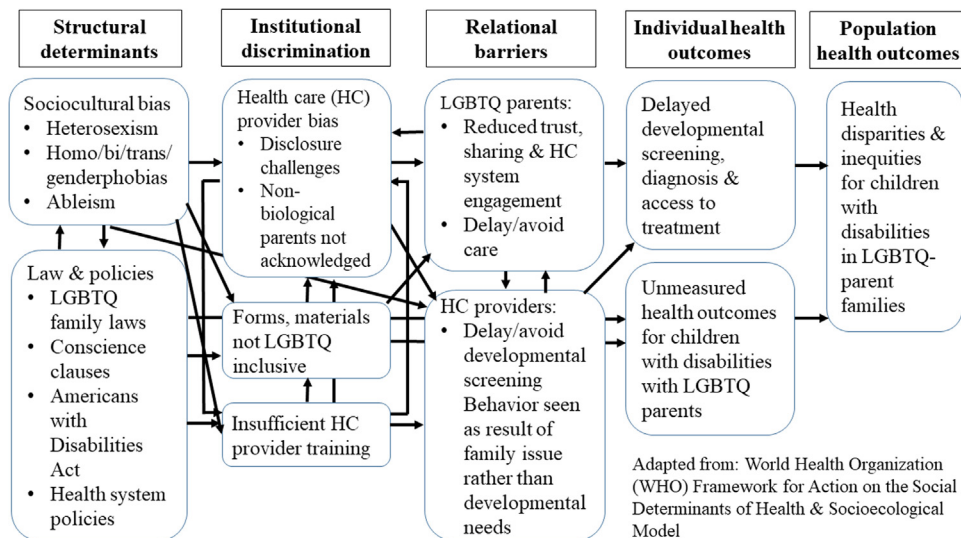 Structural
determinants
Institutional
discrimination
Relational
barriers
Individual health
outcomes
Population
health outcomes
Sociocultural bias
• Heterosexism
• Homo/bi/trans/
genderphobias
• Ableism
Law & policies
• LGBTQ
family laws
• Conscience
clauses
• Americans
with
Disabilities
Act
• Health system
policies
Health care (HC)
provider bias
• Disclosure
challenges
• Non-
biological
parents not
acknowledged
Forms, materials
not LGBTQ
inclusive
Insufficient HC
provider training
LGBTQ parents:
• Reduced trust,
sharing & HC
system
engagement
• Delay/avoid
care
HC providers:
• Delay/avoid
developmental
screening
Behavior seen
as result of
family issue
rather than
developmental
needs
Delayed
developmental
screening,
diagnosis &
access to
treatment
Unmeasured
health outcomes
for children
with disabilities
with LGBTQ
parents
Health
disparities &
inequities
for children
with
disabilities
in LGBTQ-
parent
families
Adapted from: World Health Organization
(WHO) Framework for Action on the Social
Determinants of Health & Socioecological
Model